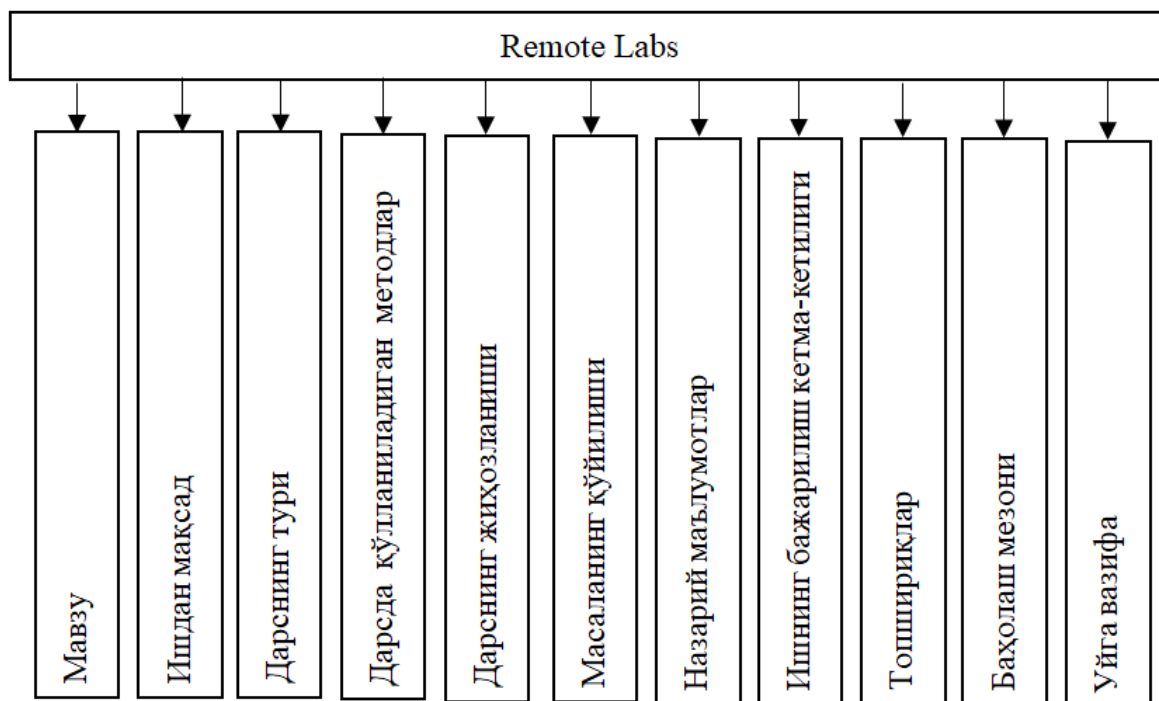 Remote Labs
Мавзу
Ишдан мақсад
Дарснинг тури
Дарсда қўлланиладиган методлар
Дарснинг жиҳозланиши
Масаланинг қўйилиши
Назарий маълумотлар
Ишнинг бажарилиш кетма-кетилиги
Топшириқлар
Баҳолаш мезони
Уйга вазифа